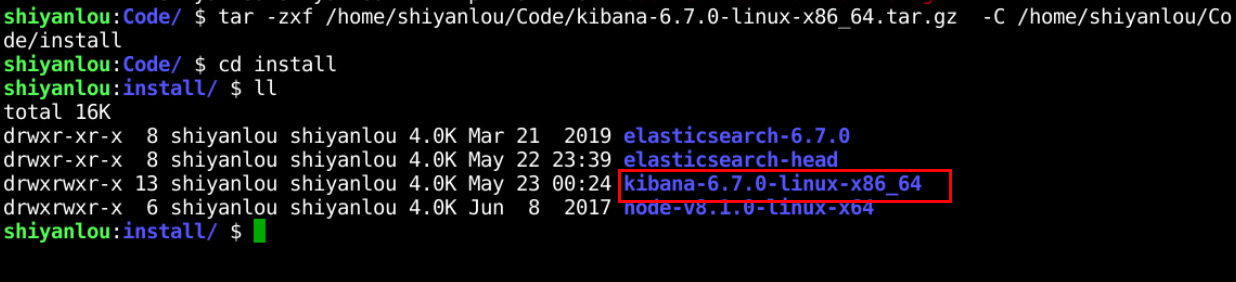 shiyanlou:Code/ $ tar -zxf /home/shiyanlou/Code/kibana-6.7.0-linux-x86_64.tar.gz  -C /home/shiyanlou/Co
de/install
shiyanlou:Code/ $ cd install
shiyanlou:install/ $ ll
total 16K
drwxr-xr-x  8 shiyanlou shiyanlou 4.0K Mar 21  2019 elasticsearch-6.7.0
drwxr-xr-x  8 shiyanlou shiyanlou 4.0K May 22 23:39 elasticsearch-head
drwxrwxr-x 13 shiyanlou shiyanlou 4.0K May 23 00:24 kibana-6.7.0-linux-x86_64
drwxrwxr-x  6 shiyanlou shiyanlou 4.0K Jun  8  2017 node-v8.1.0-linux-x64
shiyanlou:install/ $